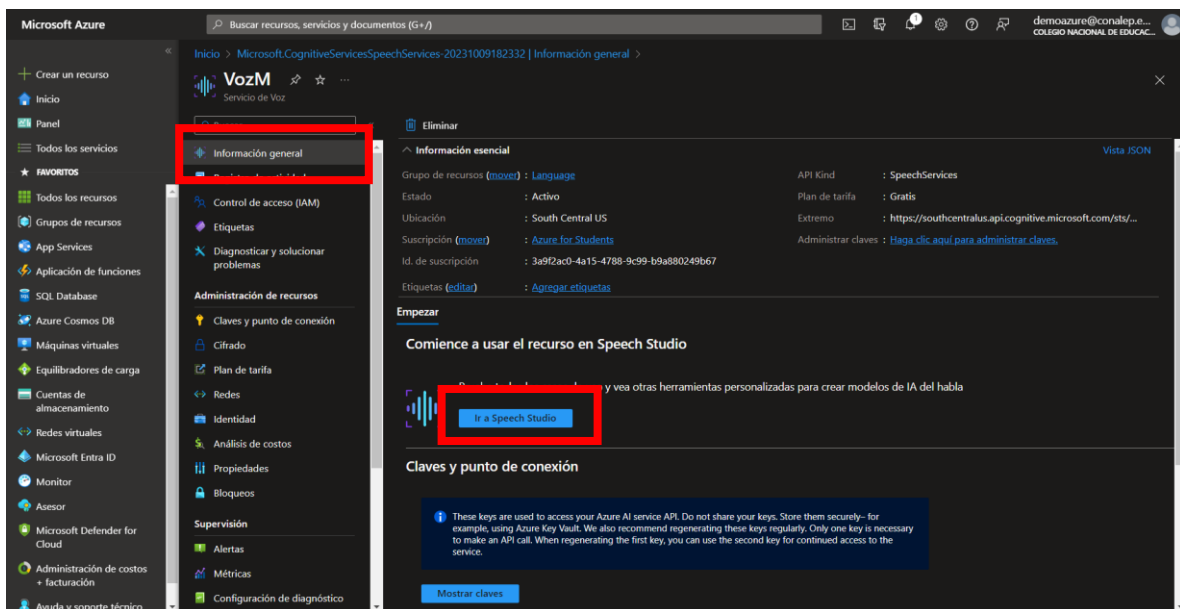 Microsoft Azure
Buscar recursos, servicios y documentos (G+/)
1
demoazure@conalep.e...
COLEGIO NACIONAL DE EDUCAC...
Crear un recurso
Inicio
Panel
Todos los servicios
FAVORITOS
Todos los recursos
Grupos de recursos
App Services
Aplicación de funciones
SQL Database
Azure Cosmos DB
Máquinas virtuales
Equilibradores de carga
Cuentas de
almacenamiento
Redes virtuales
Microsoft Entra ID
Monitor
Asesor
Microsoft Defender for
Cloud
Administración de costos
+ facturación
Ayuda y soporte técnico
Inicio > Microsoft.CognitiveServicesSpeechServices-20231009182332 | Información general >
VozM
Servicio de Voz
Información general
Control de acceso (IAM)
Etiquetas
Diagnosticar y solucionar
problemas
Administración de recursos
Claves y punto de conexión
Cifrado
Plan de tarifa
Redes
Identidad
Análisis de costos
Propiedades
Bloqueos
Supervisión
Alertas
Métricas
Configuración de diagnóstico
Eliminar
Información esencial
Vista JSON
Grupo de recursos (mover) : Language
Estado : Activo
Ubicación : South Central US
Suscripción (mover) : Azure for Students
Id. de suscripción : 3a9f2ac0-4a15-4788-9c99-b9a880249b67
Etiquetas (editar) : Agregar etiquetas
API Kind : SpeechServices
Plan de tarifa : Gratis
Extremo : https://southcentralus.api.cognitive.microsoft.com/sts/...
Administrar claves : Haga clic aquí para administrar claves.
Empezar
Comience a usar el recurso en Speech Studio
y vea otras herramientas personalizadas para crear modelos de IA del habla
Ir a Speech Studio
Claves y punto de conexión
These keys are used to access your Azure AI service API. Do not share your keys. Store them securely– for
example, using Azure Key Vault. We also recommend regenerating these keys regularly. Only one key is necessary
to make an API call. When regenerating the first key, you can use the second key for continued access to the
service.
Mostrar claves